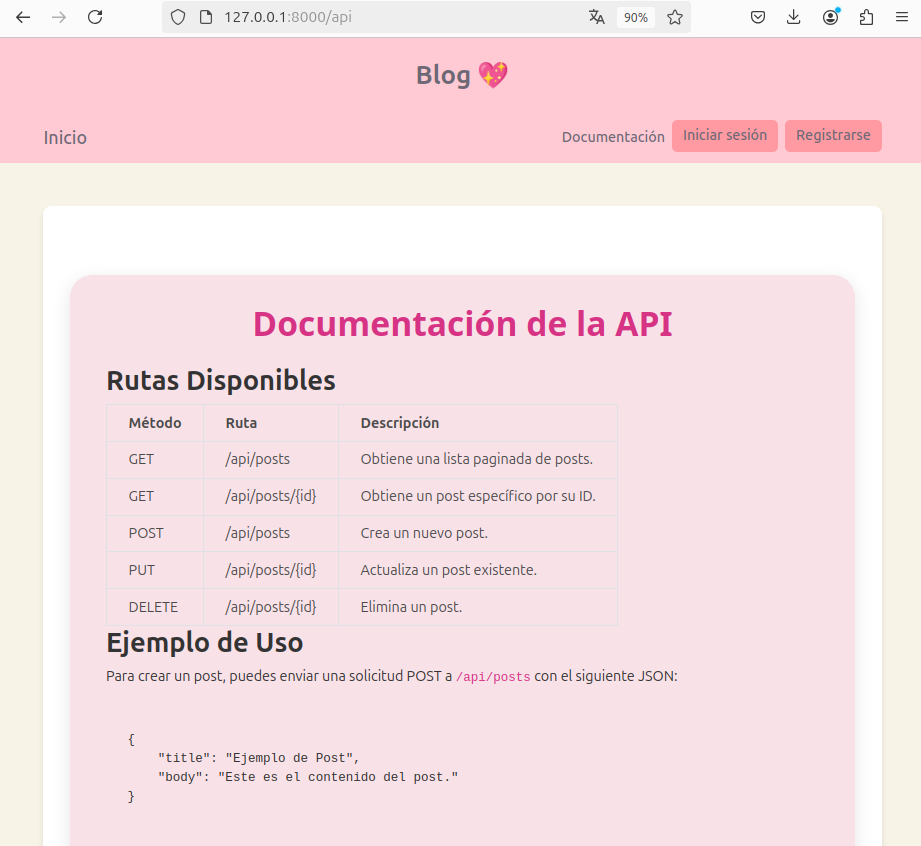 127.0.0.1:8000/api
90%
Blog 💖
Inicio
Documentación
Iniciar sesión
Registrarse
Documentación de la API
Rutas Disponibles
Método Ruta Descripción
GET /api/posts Obtiene una lista paginada de posts.
GET /api/posts/{id} Obtiene un post específico por su ID.
POST /api/posts Crea un nuevo post.
PUT /api/posts/{id} Actualiza un post existente.
DELETE /api/posts/{id} Elimina un post.
Ejemplo de Uso
Para crear un post, puedes enviar una solicitud POST a /api/posts con el siguiente JSON:
{
    "title": "Ejemplo de Post",
    "body": "Este es el contenido del post."
}